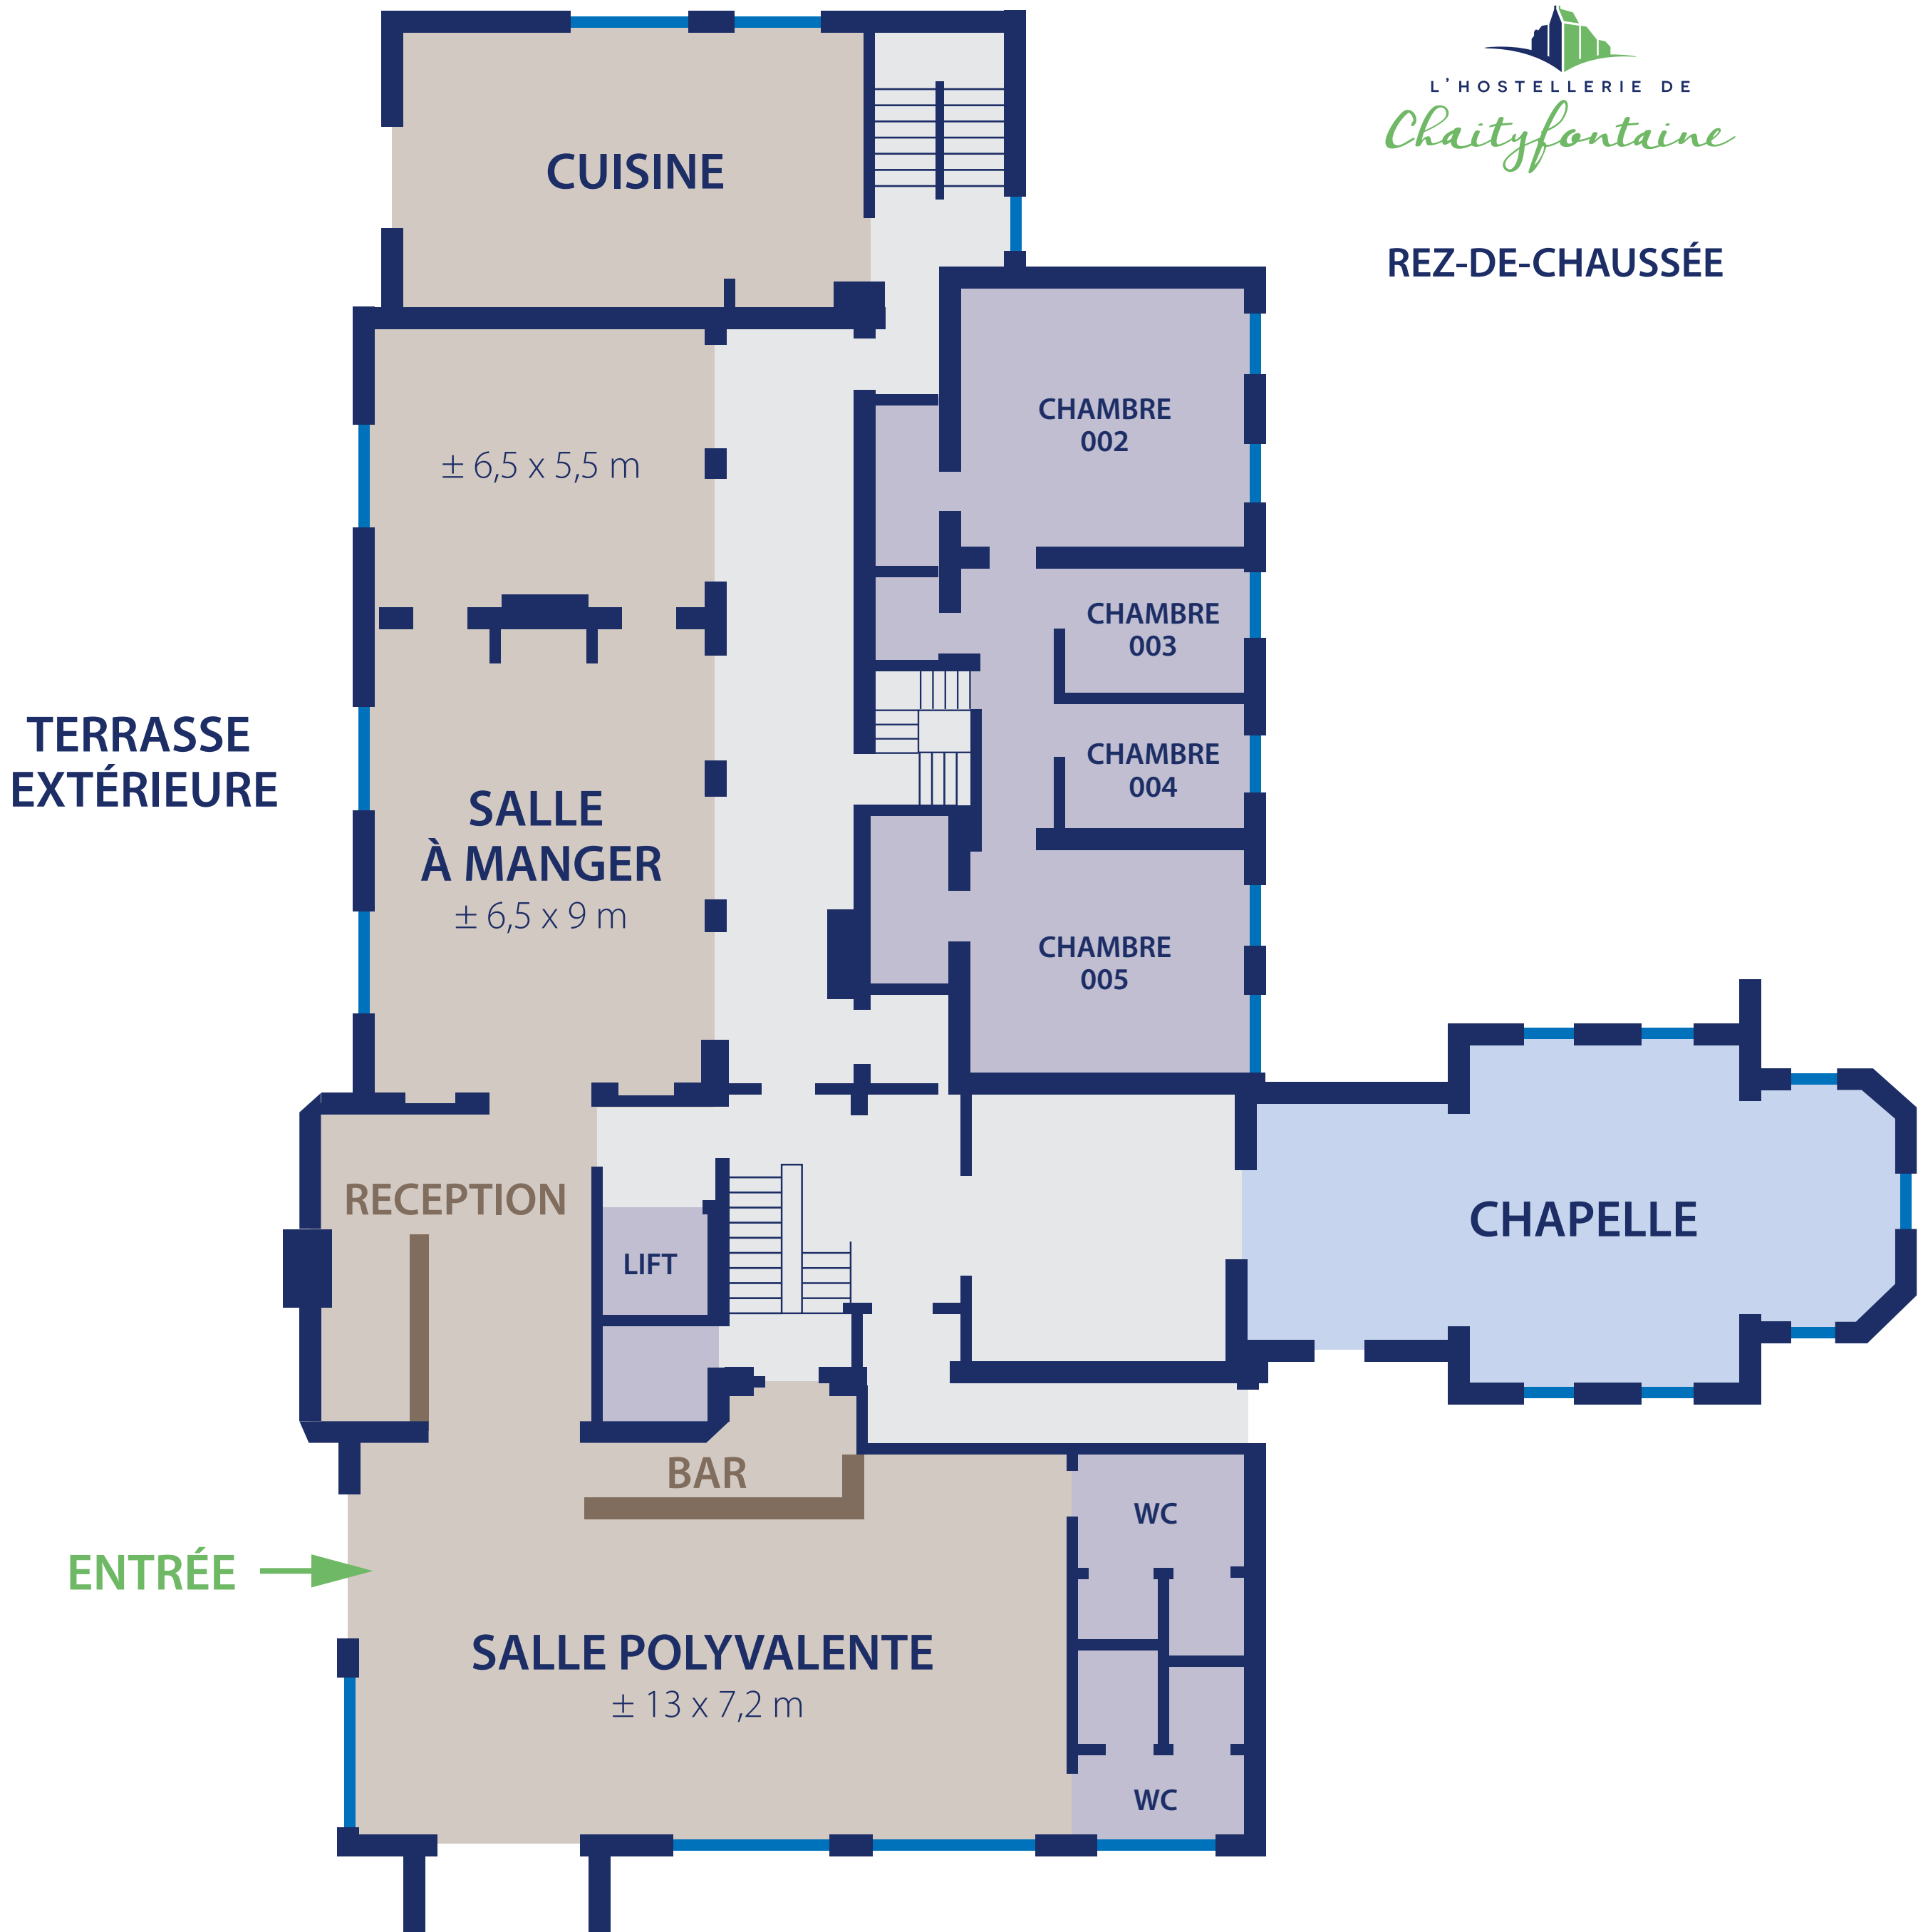 L'HOSTELLERIE DE
Chaityfontaine
REZ-DE-CHAUSSÉE
CUISINE
± 6,5 x 5,5 m
CHAMBRE
002
CHAMBRE
003
CHAMBRE
004
TERRASSE
EXTÉRIEURE
SALLE
À MANGER
± 6,5 x 9 m
CHAMBRE
005
RECEPTION
LIFT
CHAPELLE
BAR
WC
ENTRÉE
SALLE POLYVALENTE
± 13 x 7,2 m
WC